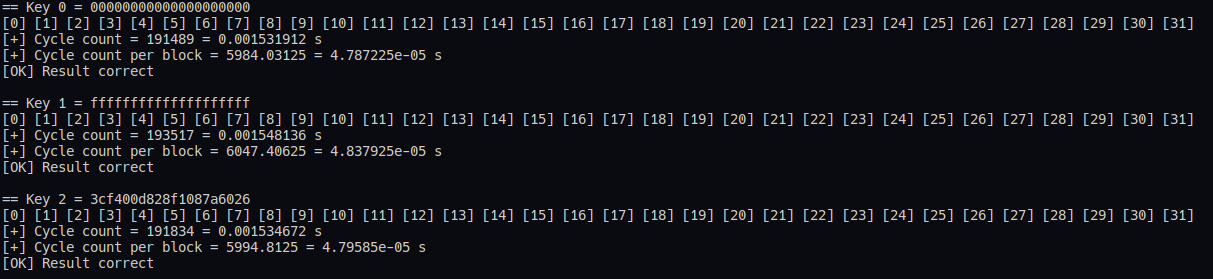 == Key 0 = 00000000000000000000
[0] [1] [2] [3] [4] [5] [6] [7] [8] [9] [10] [11] [12] [13] [14] [15] [16] [17] [18] [19] [20] [21] [22] [23] [24] [25] [26] [27] [28] [29] [30] [31]
[+] Cycle count = 191489 = 0.001531912 s
[+] Cycle count per block = 5984.03125 = 4.787225e-05 s
[OK] Result correct

== Key 1 = ffffffffffffffffffff
[0] [1] [2] [3] [4] [5] [6] [7] [8] [9] [10] [11] [12] [13] [14] [15] [16] [17] [18] [19] [20] [21] [22] [23] [24] [25] [26] [27] [28] [29] [30] [31]
[+] Cycle count = 193517 = 0.001548136 s
[+] Cycle count per block = 6047.40625 = 4.837925e-05 s
[OK] Result correct

== Key 2 = 3cf400d828f1087a6026
[0] [1] [2] [3] [4] [5] [6] [7] [8] [9] [10] [11] [12] [13] [14] [15] [16] [17] [18] [19] [20] [21] [22] [23] [24] [25] [26] [27] [28] [29] [30] [31]
[+] Cycle count = 191834 = 0.001534672 s
[+] Cycle count per block = 5994.8125 = 4.79585e-05 s
[OK] Result correct